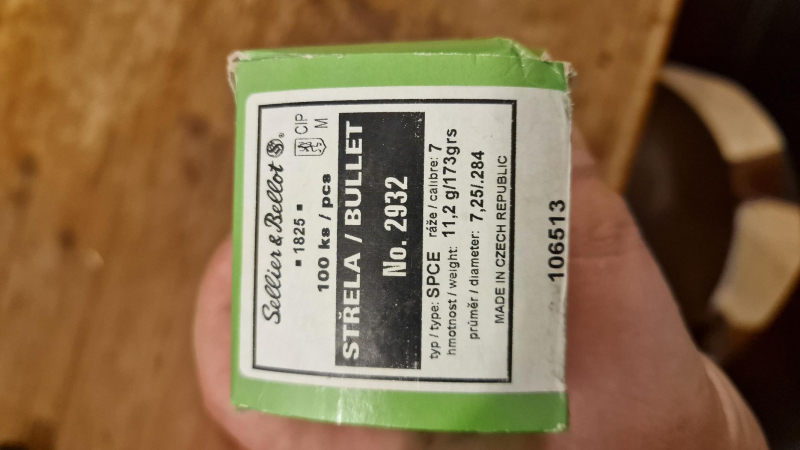 Sellier & Bellot S&B®
▪ 1825 ▪ CIP
100 ks / pcs M
STŘELA / BULLET
No. 2932
typ / type: SPCE ráže / calibre: 7
hmotnost / weight: 11,2 g/173grs
průměr / diameter: 7,25/.284
MADE IN CZECH REPUBLIC
106513